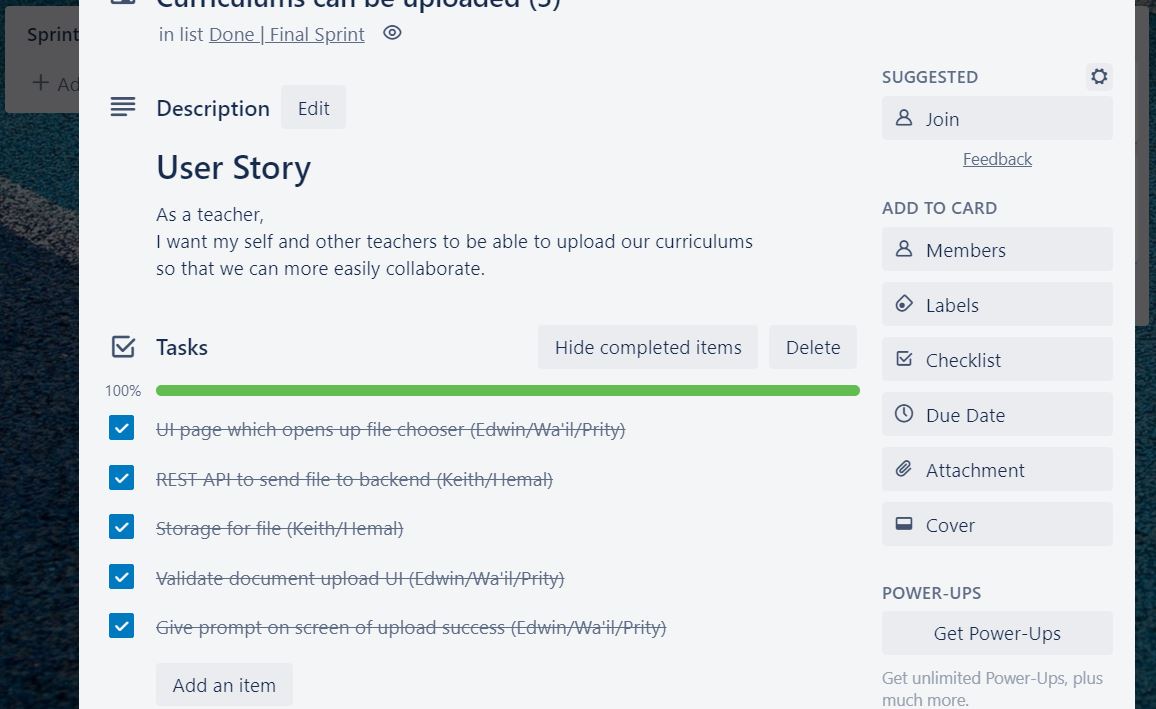 Curriculums can be uploaded
in list Done | Final Sprint
Sprint
Description
Edit
User Story
As a teacher,
I want my self and other teachers to be able to upload our curriculums
so that we can more easily collaborate.
Tasks
Hide completed items
Delete
100%
UI page which opens up file chooser (Edwin/Wa'il/Prity)
REST API to send file to backend (Keith/Hemal)
Storage for file (Keith/Hemal)
Validate document upload UI (Edwin/Wa'il/Prity)
Give prompt on screen of upload success (Edwin/Wa'il/Prity)
Add an item
SUGGESTED
Join
Feedback
ADD TO CARD
Members
Labels
Checklist
Due Date
Attachment
Cover
POWER-UPS
Get Power-Ups
Get unlimited Power-Ups, plus
much more.